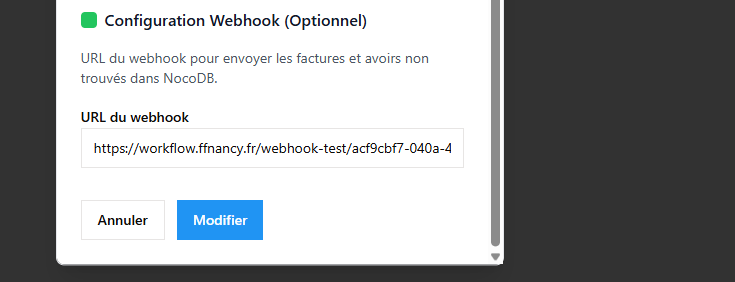 Configuration Webhook (Optionnel)
URL du webhook pour envoyer les factures et avoirs non
trouvés dans NocoDB.
URL du webhook
https://workflow.ffnancy.fr/webhook-test/acf9cbf7-040a-4
Annuler
Modifier